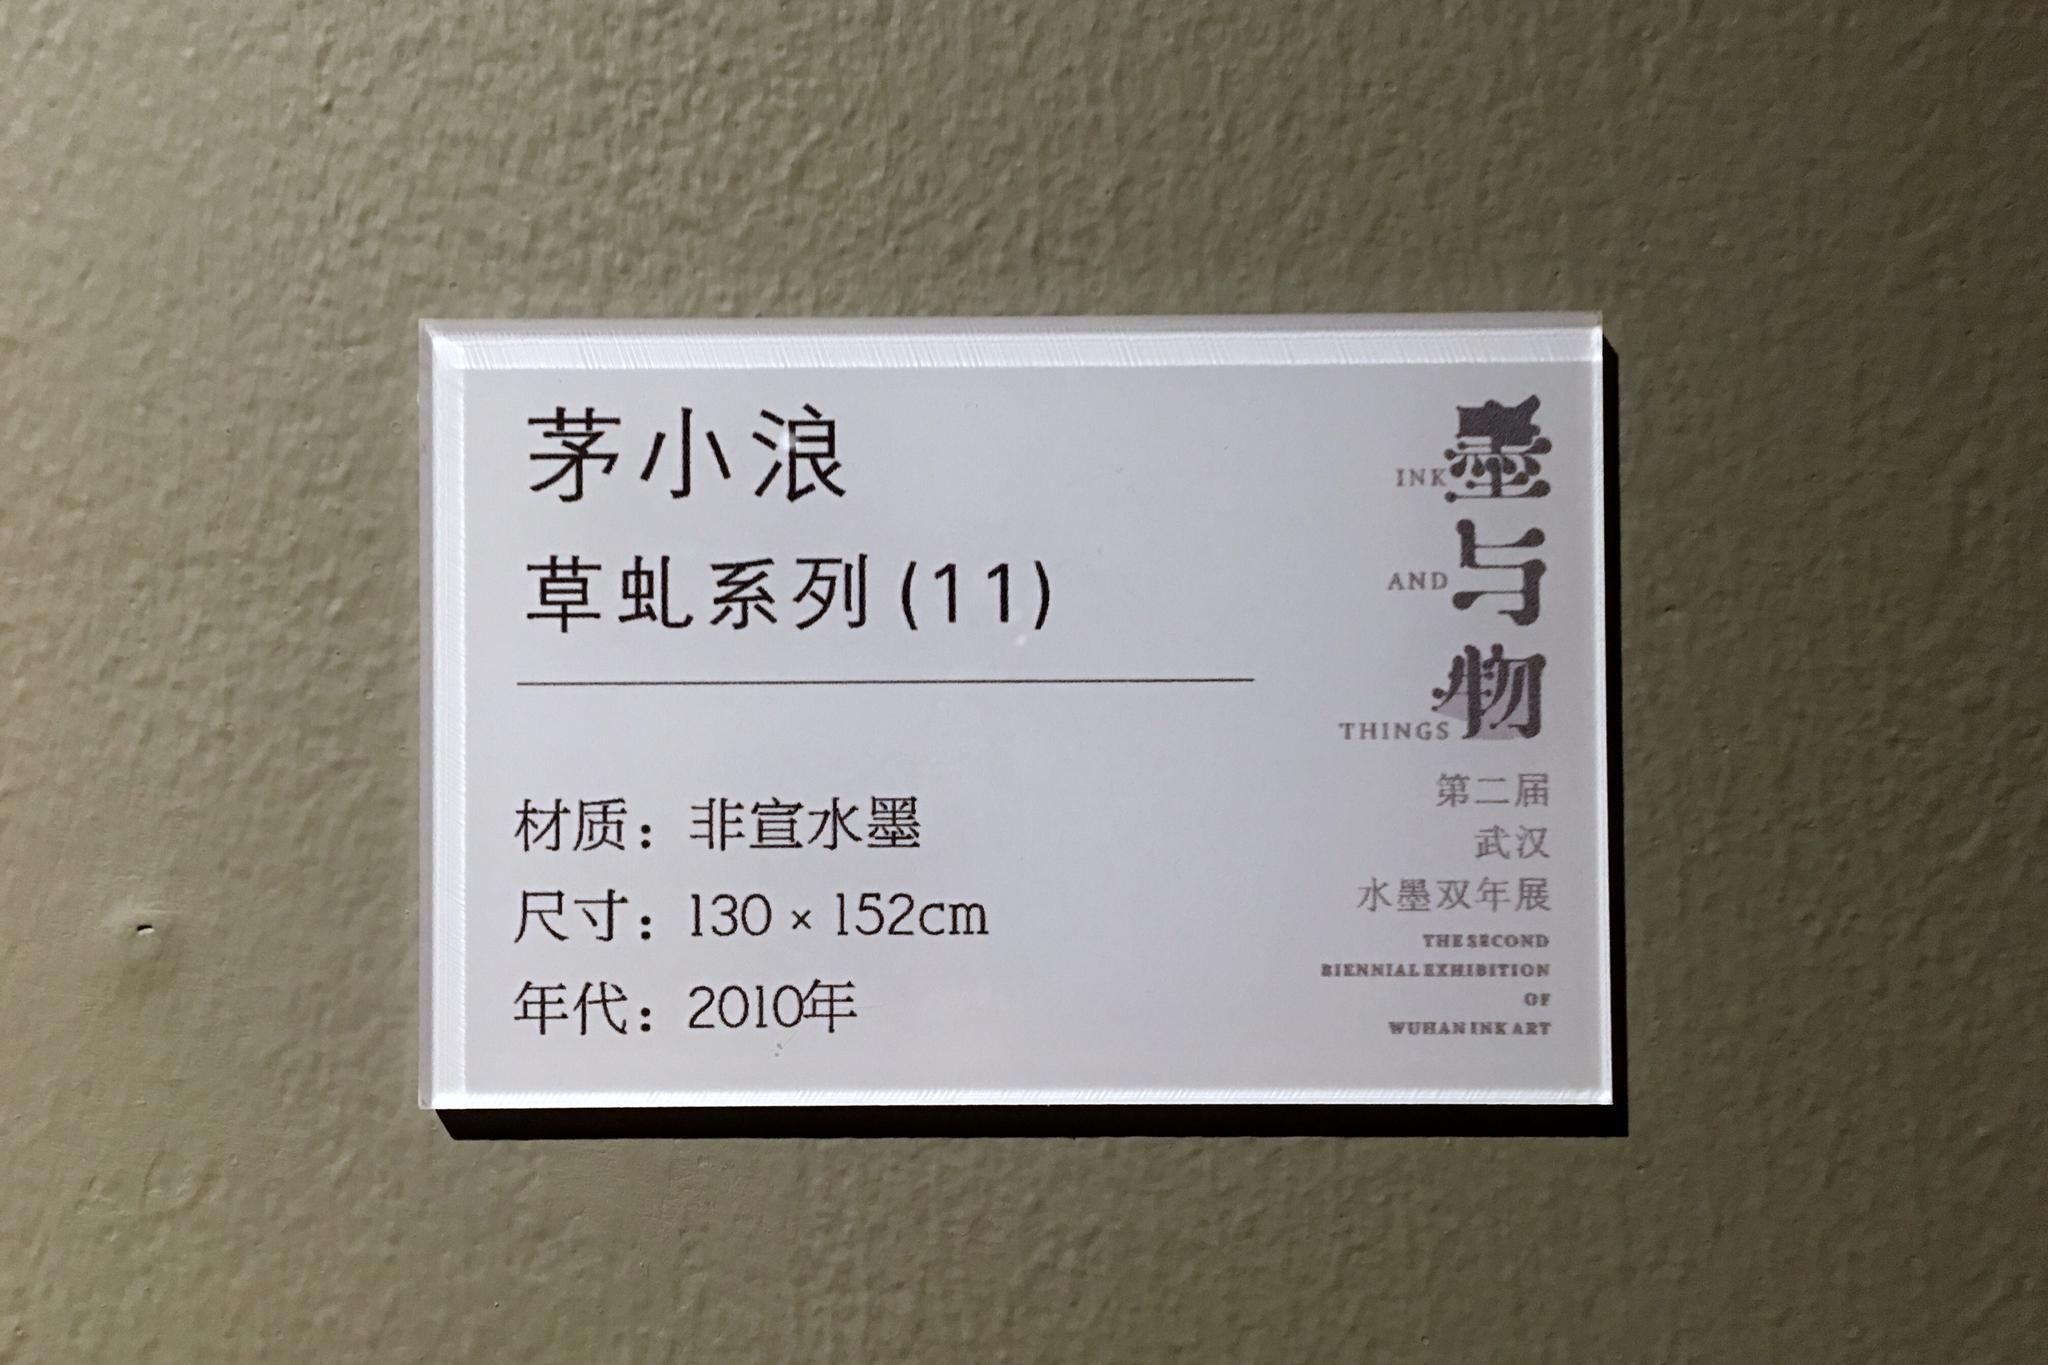 茅小浪
草虬系列(11)
材质：非宣水墨
尺寸：130 × 152cm
年代：2010年
墨
INK
与
AND
物
THINGS
第二届
武汉
水墨双年展
THE SECOND
BIENNIAL EXHIBITION
OF
WUHAN INK ART